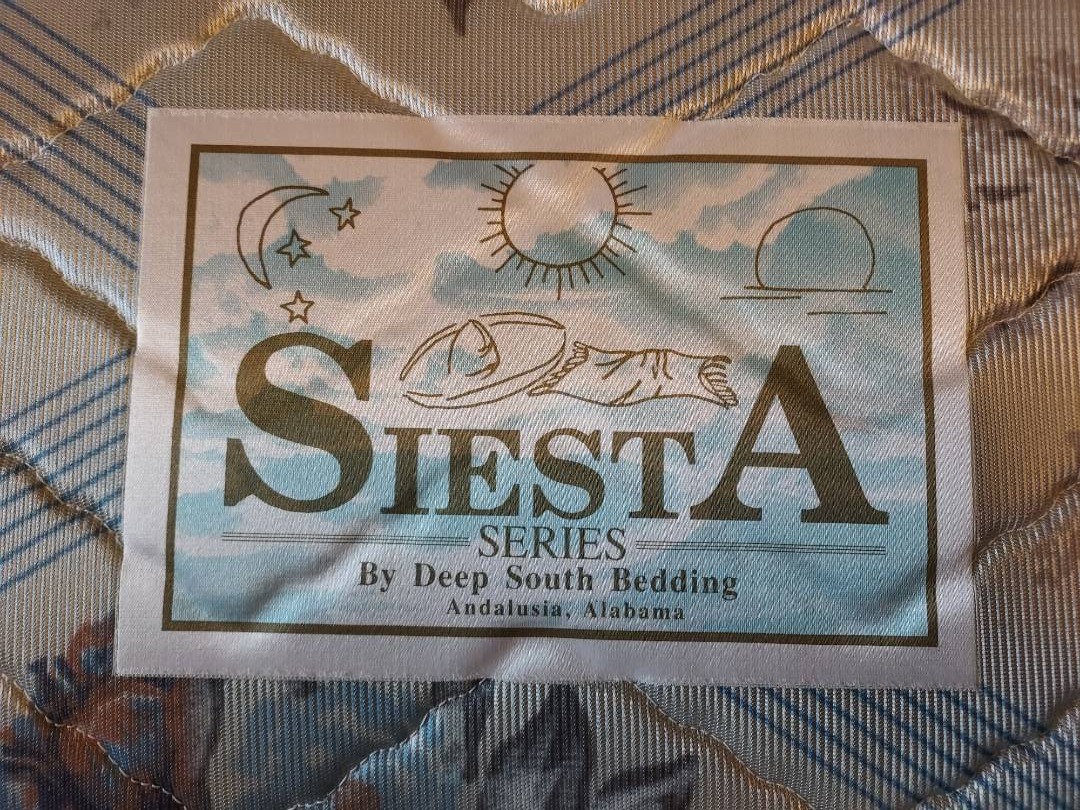 SIESTA
SERIES
By Deep South Bedding
Andalusia, Alabama